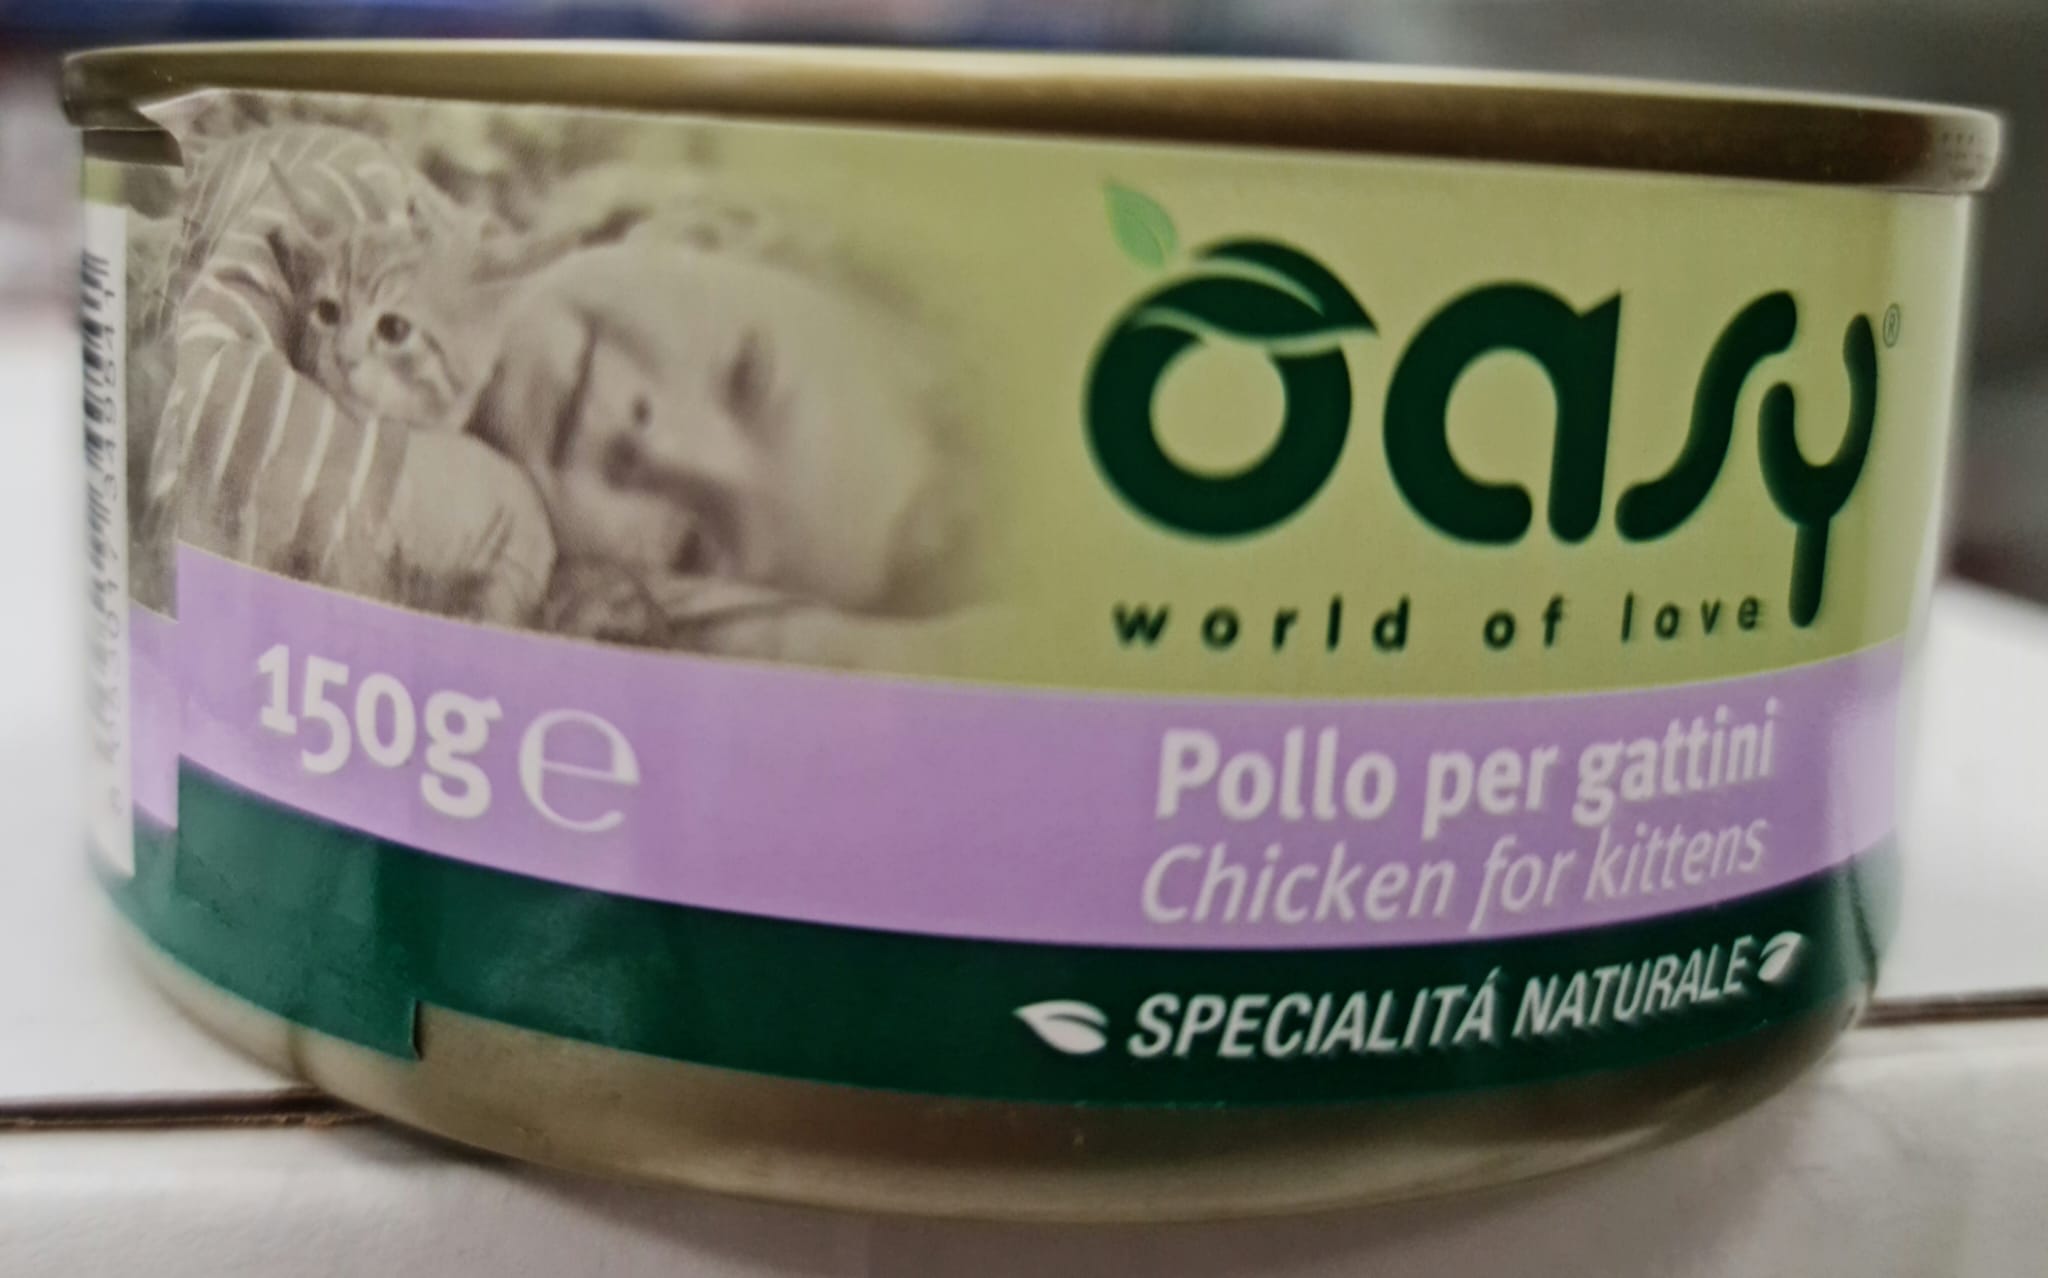 oasy®
world of love
150g e
Pollo per gattini
Chicken for kittens
SPECIALITÁ NATURALE